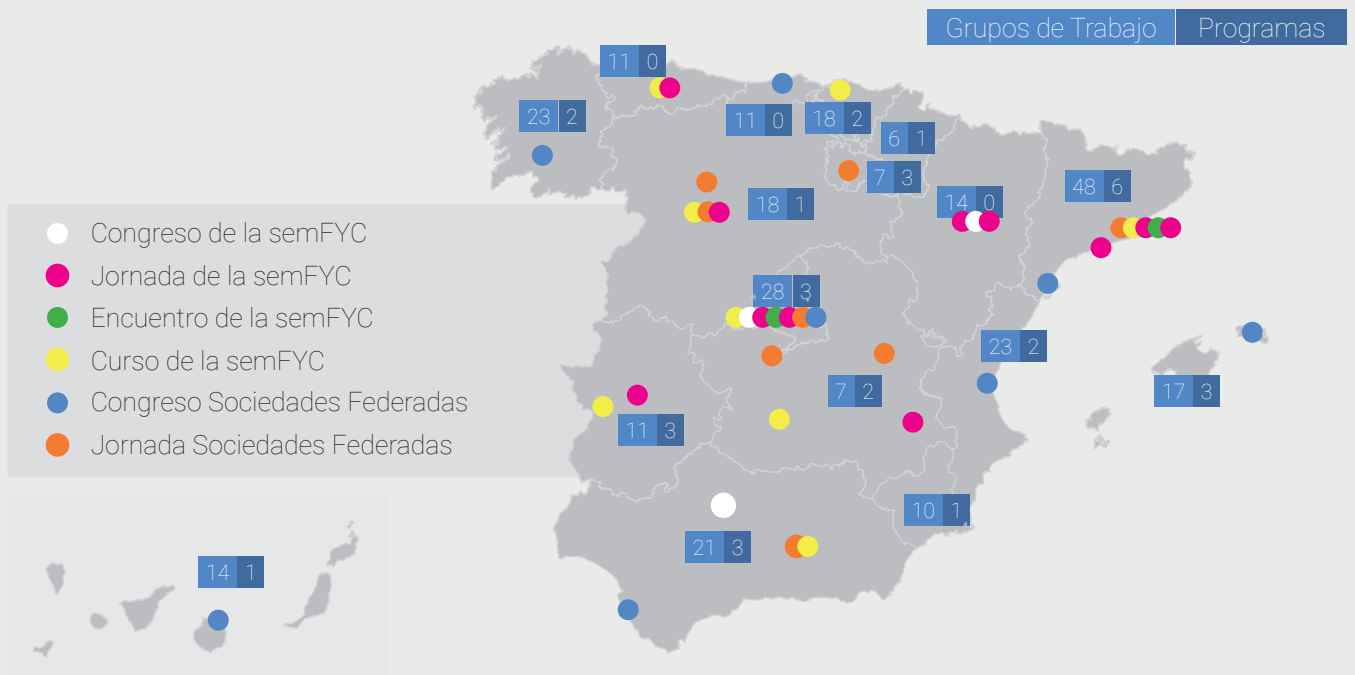 Grupos de Trabajo Programas
11 0
23 2
11 0
18 2
6 1
7 3
48 6
14 0
18 1
Congreso de la semFYC
Jornada de la semFYC
Encuentro de la semFYC
Curso de la semFYC
Congreso Sociedades Federadas
Jornada Sociedades Federadas
28 3
23 2
7 2
17 3
11 3
10 1
21 3
14 1